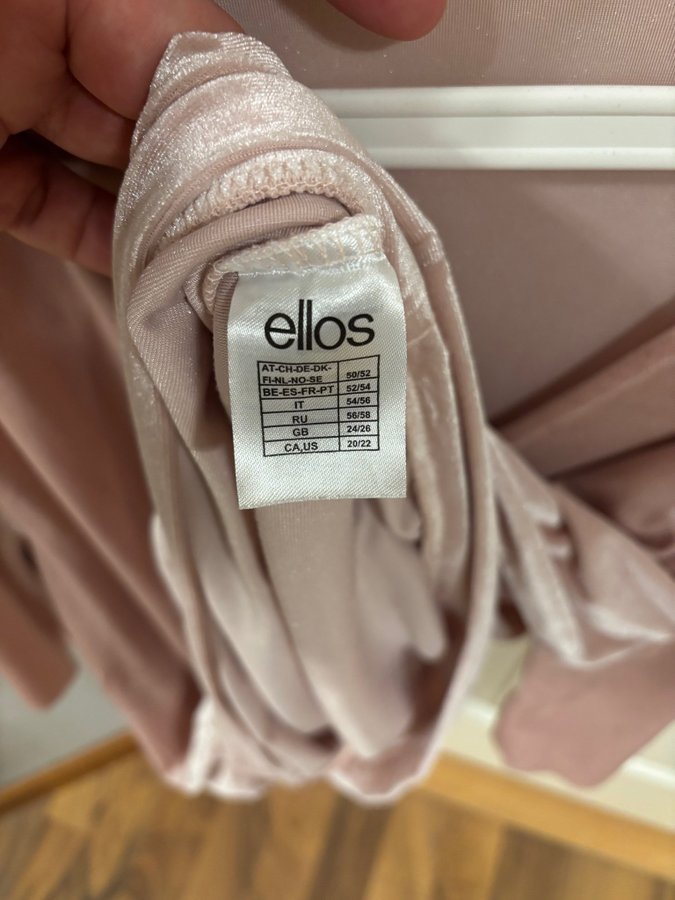 ellos
AT-CH-DE-DK-
FI-NL-NO-SE 50/52
BE-ES-FR-PT 52/54
IT 54/56
RU 56/58
GB 24/26
CA,US 20/22